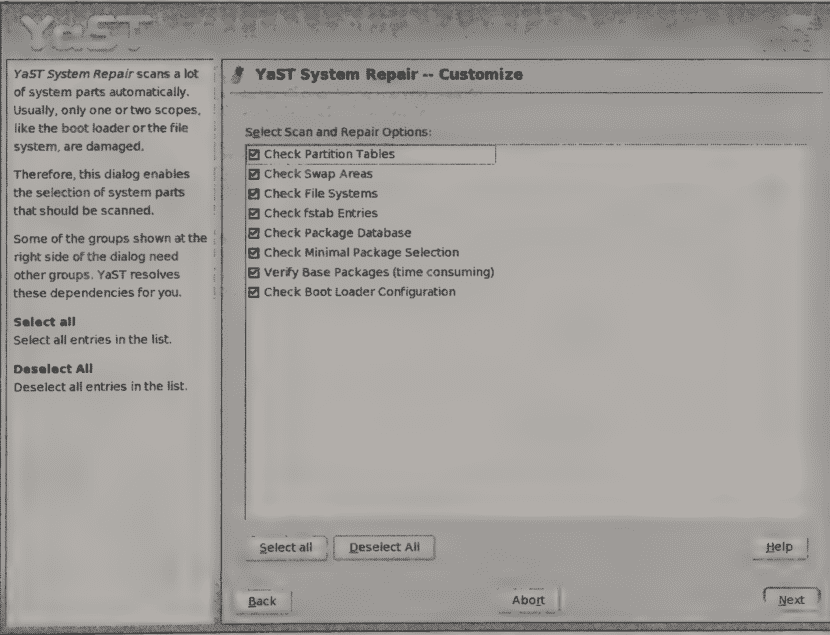 YaST
YaST System Repair scans a lot
of system parts automatically.
Usually, only one or two scopes,
like the boot loader or the file
system, are damaged.
Therefore, this dialog enables
the selection of system parts
that should be scanned.
Some of the groups shown at the
right side of the dialog need
other groups. YaST resolves
these dependencies for you.
Select all
Select all entries in the list.
Deselect All
Deselect all entries in the list.
YaST System Repair -- Customize
Select Scan and Repair Options:
Check Partition Tables
Check Swap Areas
Check File Systems
Check fstab Entries
Check Package Database
Check Minimal Package Selection
Verify Base Packages (time consuming)
Check Boot Loader Configuration
Select all
Deselect All
Help
Back
Abort
Next